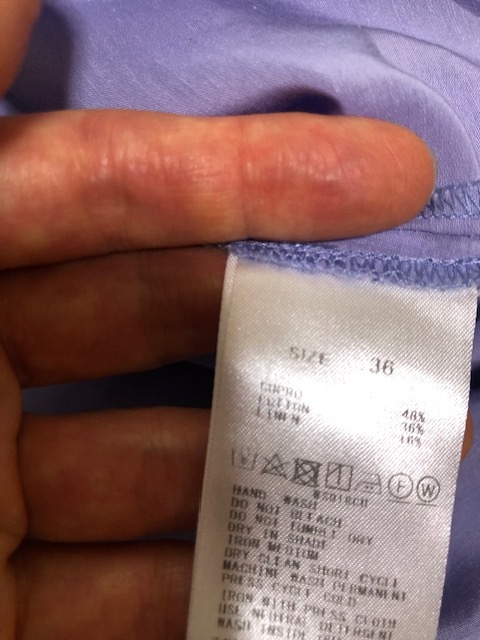 SIZE 36
CUPRO 48%
COTTON 36%
LINEN 16%
F W
HAND WASH
DO NOT BLEACH
DO NOT TUMBLE DRY
DRY IN SHADE
IRON MEDIUM
DRY CLEAN SHORT CYCLE
MACHINE WASH PERMANENT
PRESS CYCLE COLD
IRON WITH PRESS CLOTH
USE NEUTRAL DETERGENT
WASH